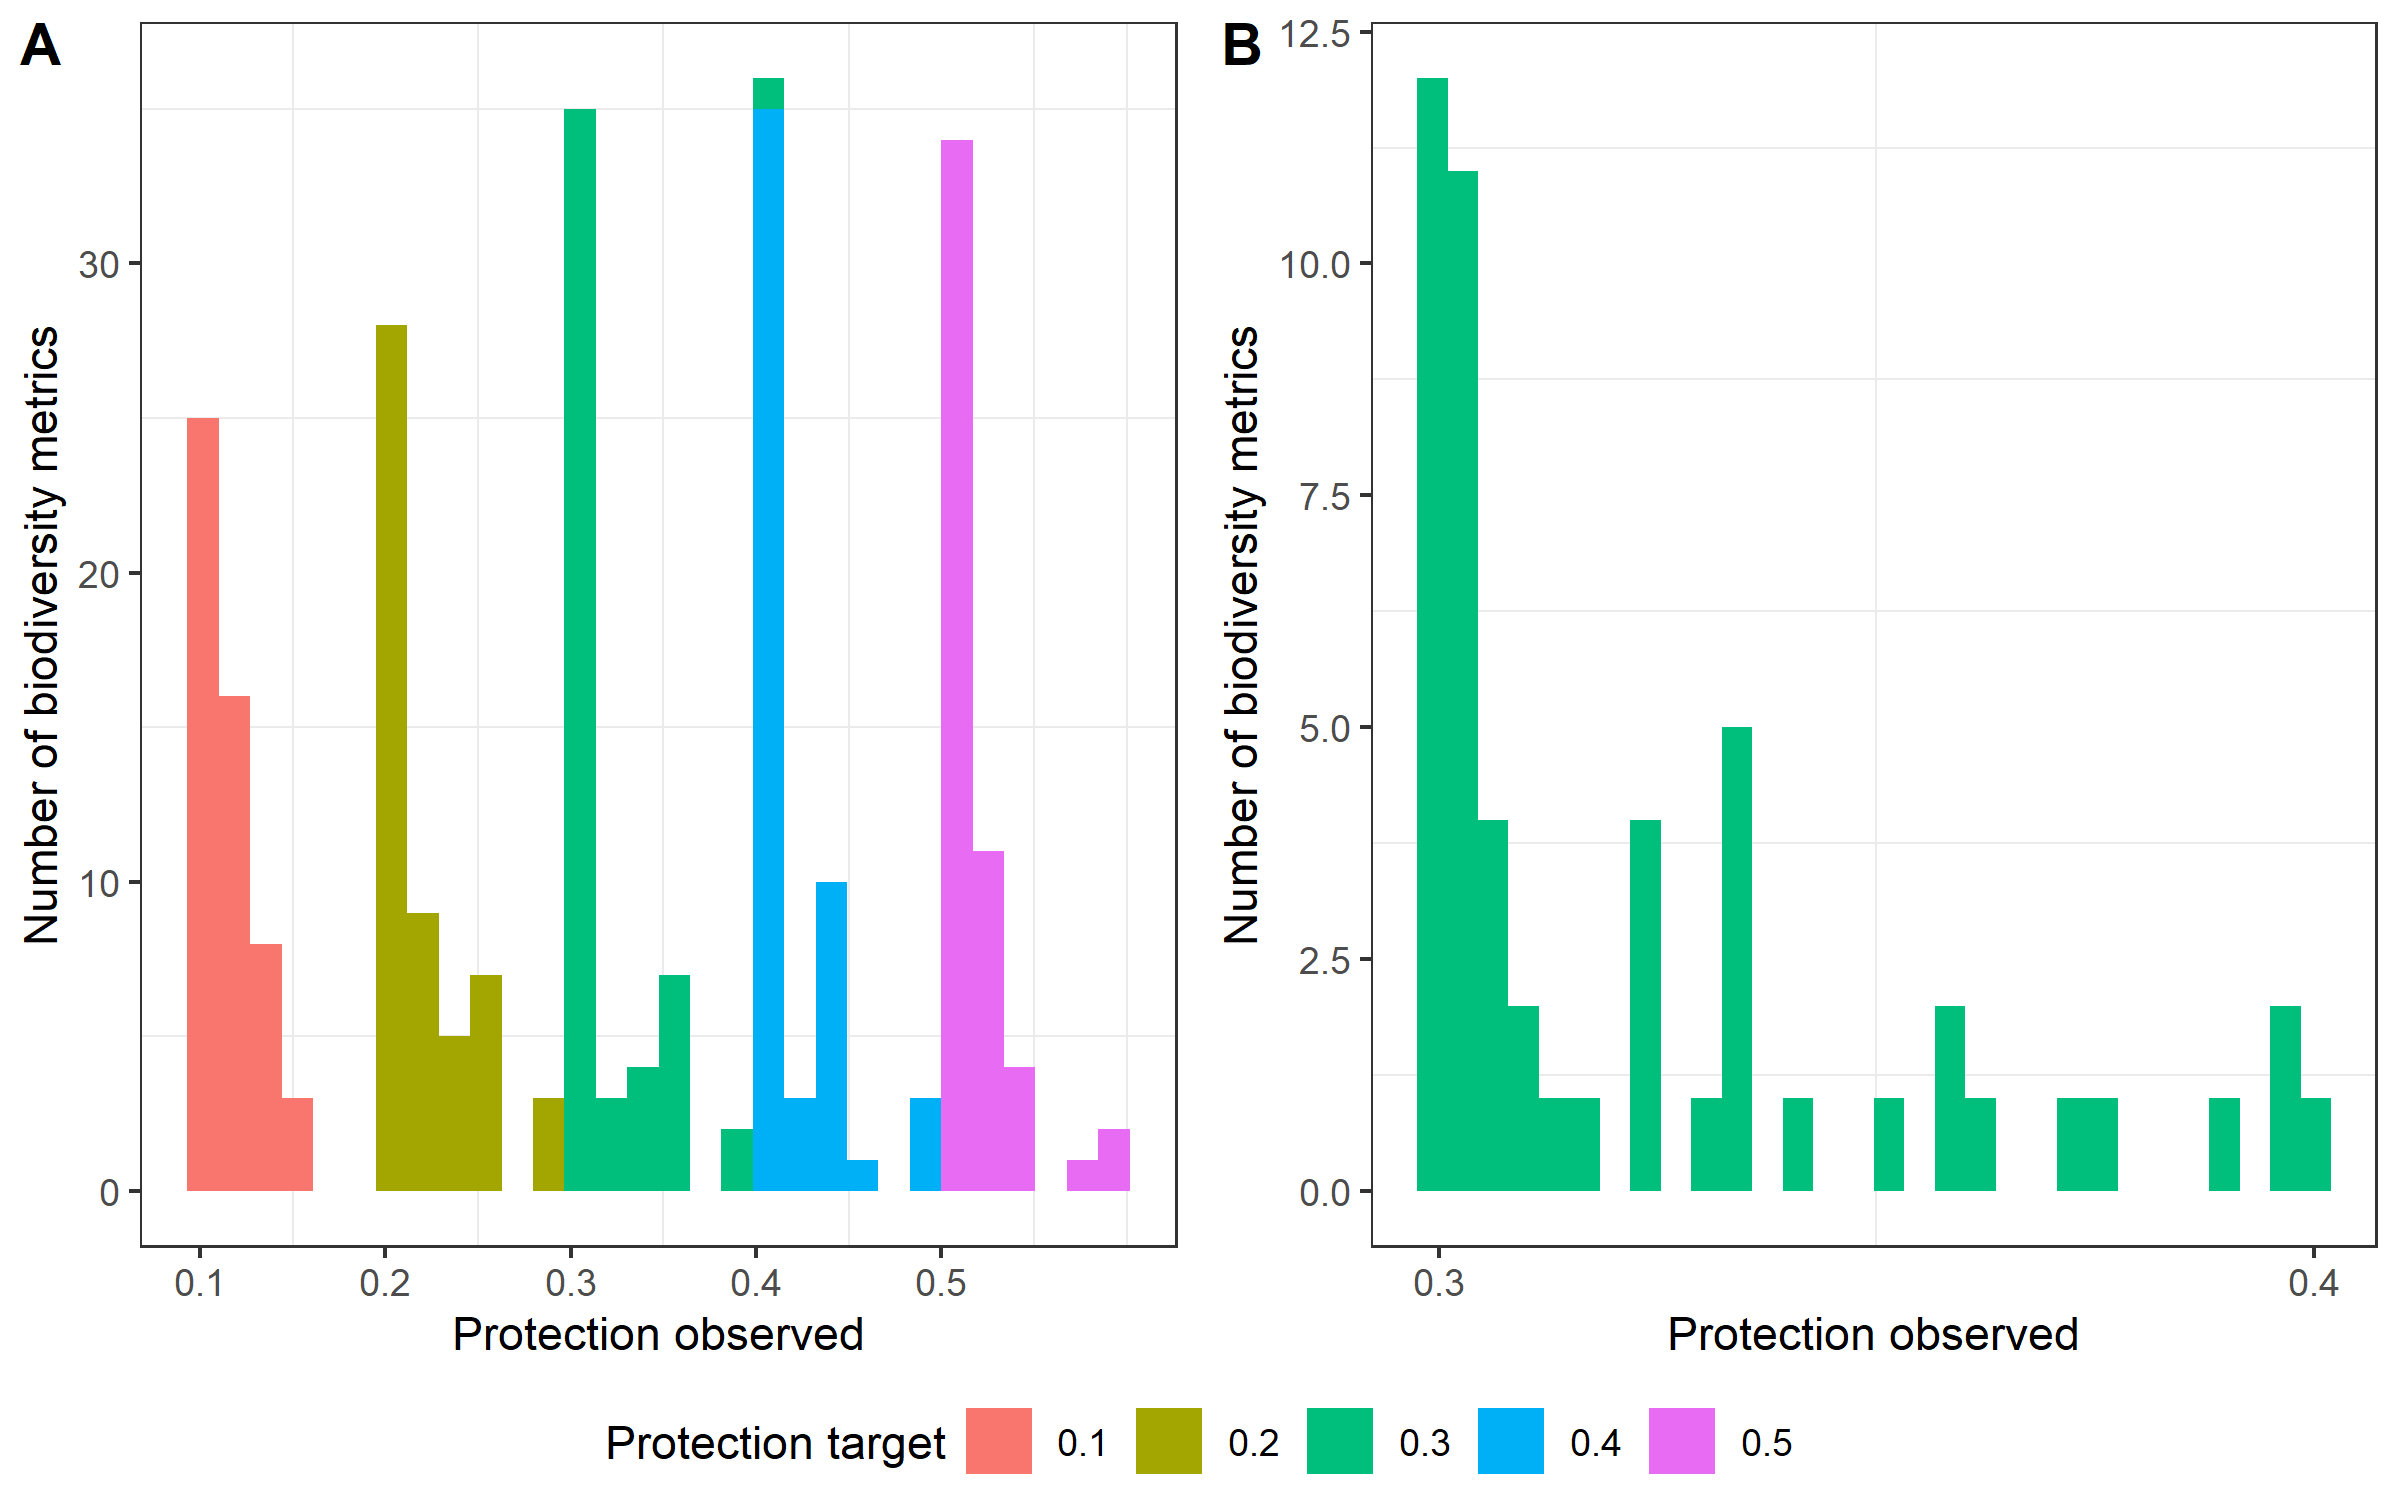 A
Number of biodiversity metrics
30
20
10
0
0.1 0.2 0.3 0.4 0.5
Protection observed
B
Number of biodiversity metrics
12.5
10.0
7.5
5.0
2.5
0.0
0.3 0.4
Protection observed
Protection target 0.1 0.2 0.3 0.4 0.5